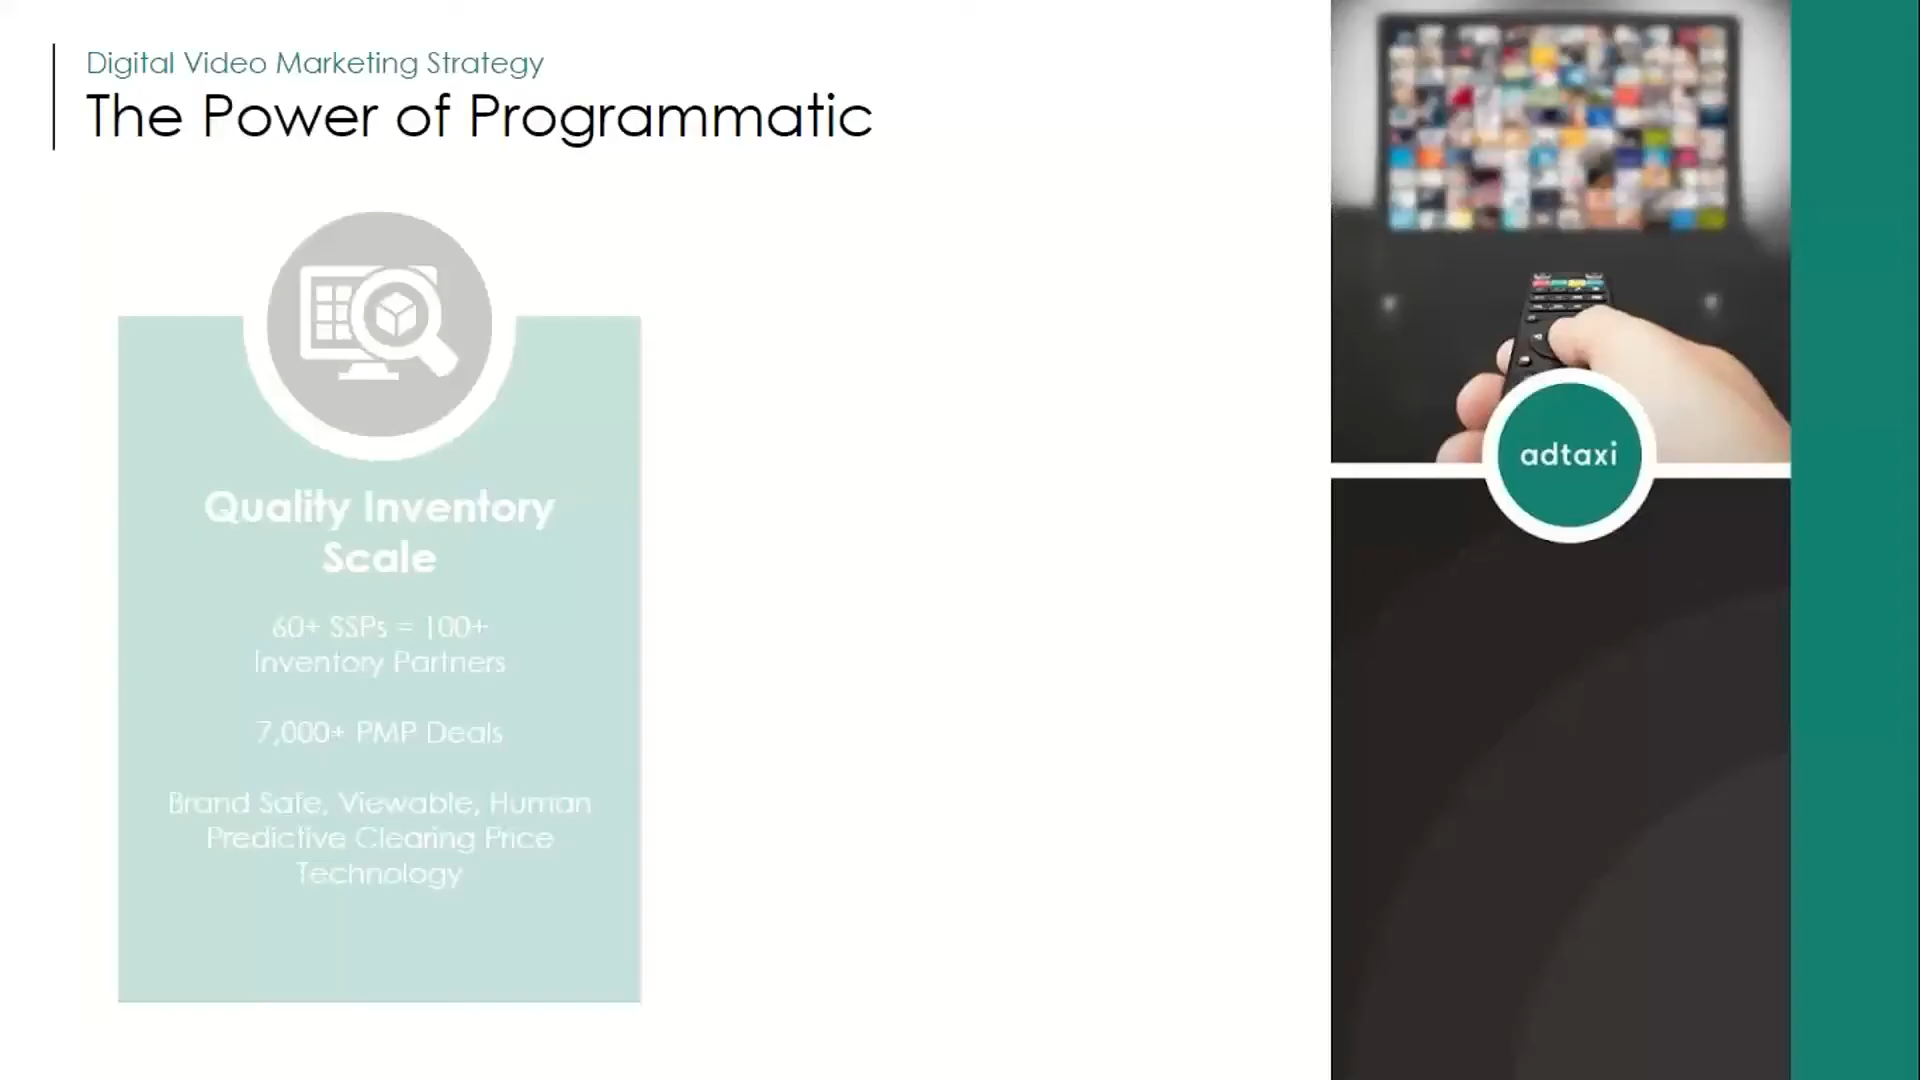 Digital Video Marketing Strategy
The Power of Programmatic
Quality Inventory
Scale
60+ SSPs = 100+
Inventory Partners
7,000+ PMP Deals
Brand Safe, Viewable, Human
Predictive Clearing Price
Technology
adtaxi